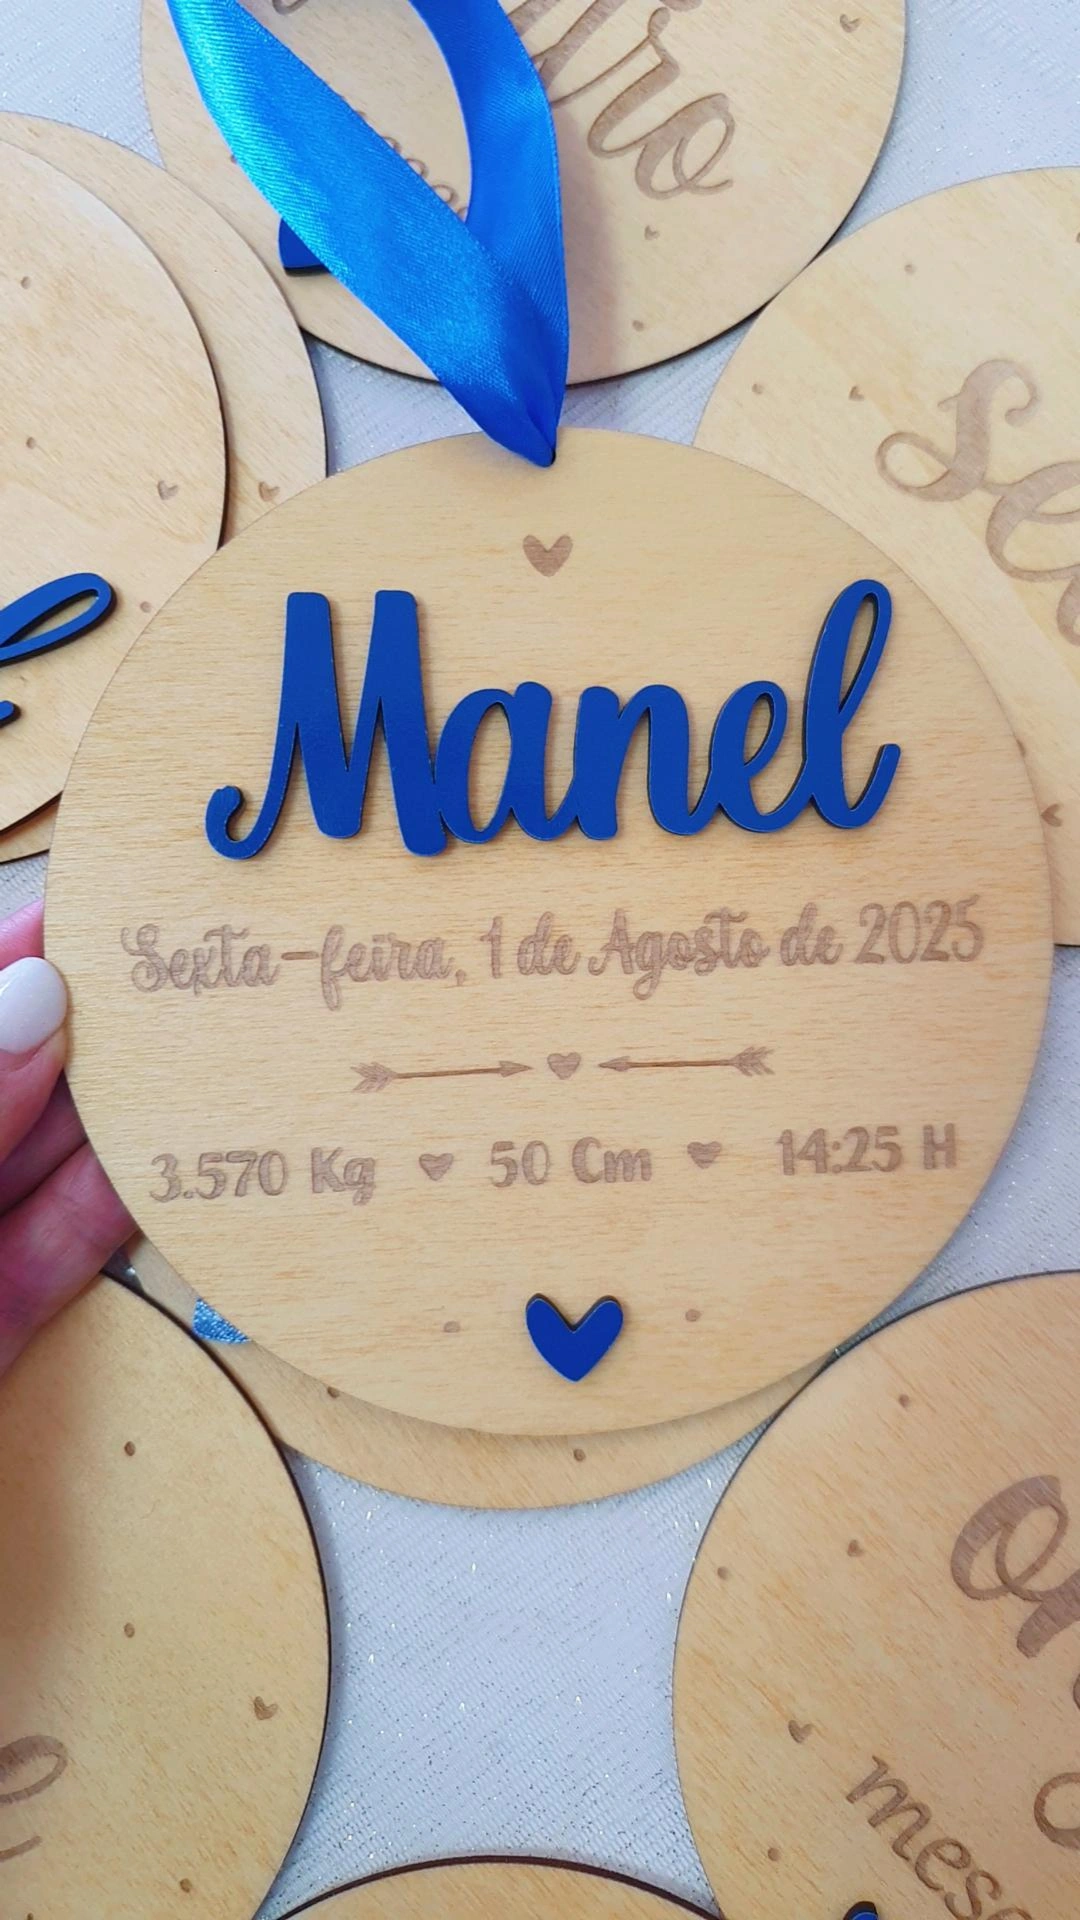 Manel
Sexta-feira, 1 de Agosto de 2025
3.570 Kg 50 Cm 14:25 H